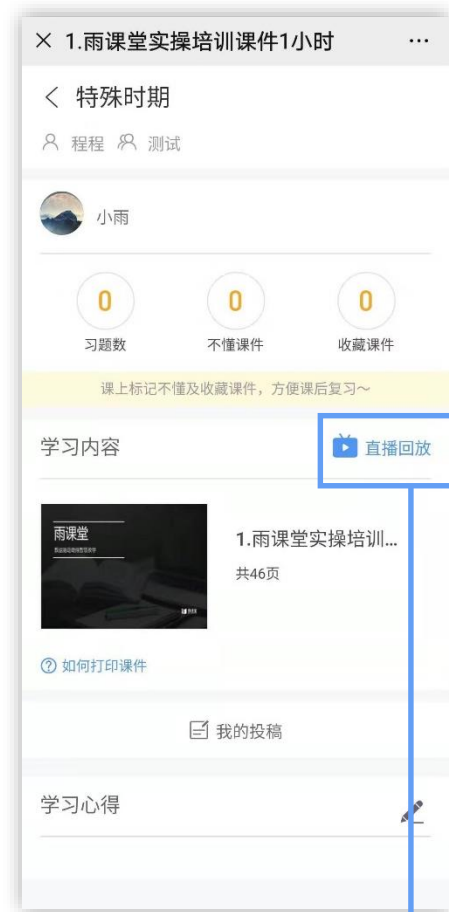 × 1.雨课堂实操培训课件1小时 ···
< 特殊时期
程程 测试
小雨
0 0 0
习题数 不懂课件 收藏课件
课上标记不懂及收藏课件，方便课后复习～
学习内容 直播回放
雨课堂
1.雨课堂实操培训...
共46页
? 如何打印课件
我的投稿
学习心得